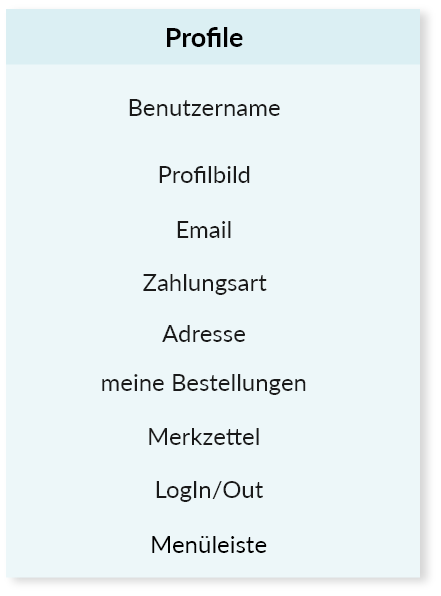 Profile
Benutzername
Profilbild
Email
Zahlungsart
Adresse
meine Bestellungen
Merkzettel
LogIn/Out
Menüleiste